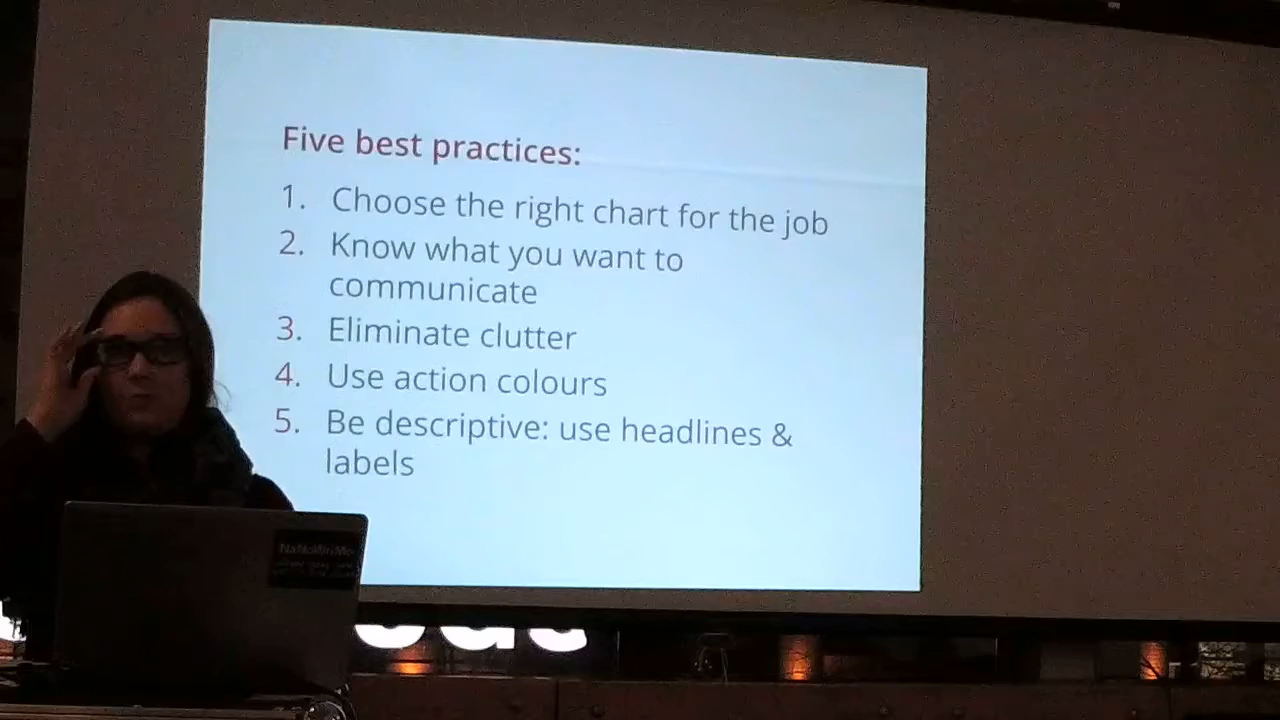 Five best practices:
1. Choose the right chart for the job
2. Know what you want to
communicate
3. Eliminate clutter
4. Use action colours
5. Be descriptive: use headlines &
labels
NaNoWriMo